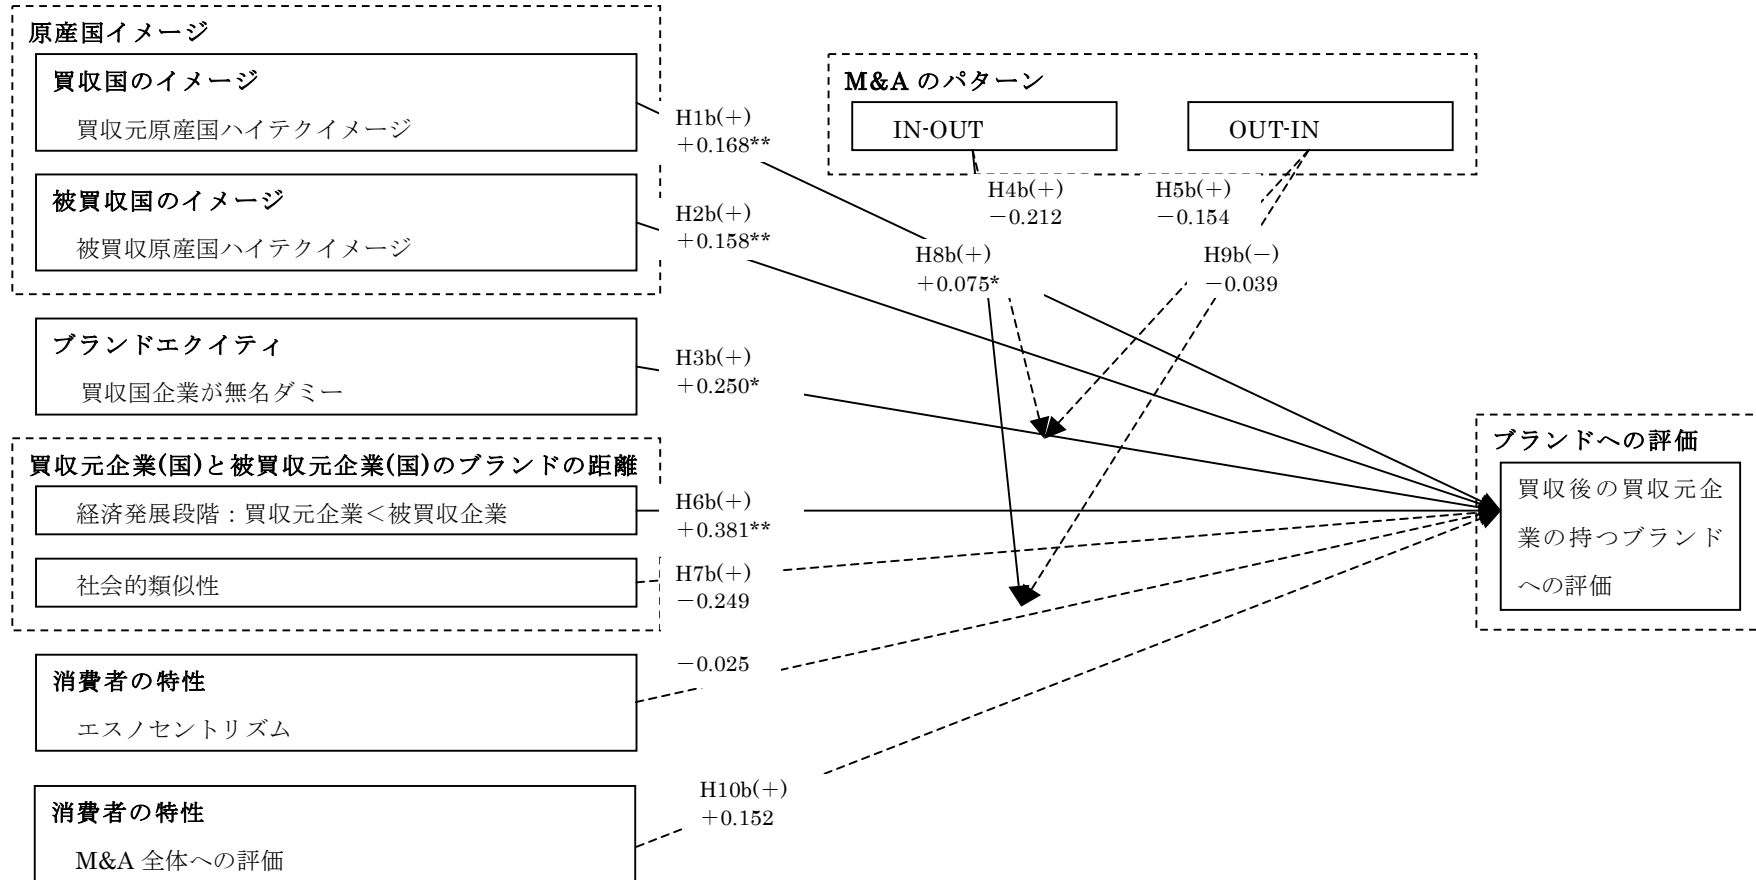 原産国イメージ
買収国のイメージ
買収元原産国ハイテクイメージ
被買収国のイメージ
被買収原産国ハイテクイメージ
ブランドエクイティ
買収国企業が無名ダミー
買収元企業(国)と被買収元企業(国)のブランドの距離
経済発展段階：買収元企業＜被買収企業
社会的類似性
消費者の特性
エスノセントリズム
消費者の特性
M&A 全体への評価
H1b(+)
+0.168**
H2b(+)
+0.158**
H3b(+)
+0.250*
H6b(+)
+0.381**
H7b(+)
−0.249
−0.025
H10b(+)
+0.152
M&A のパターン
IN-OUT
OUT-IN
H4b(+)
−0.212
H5b(+)
−0.154
H8b(+)
+0.075*
H9b(−)
−0.039
ブランドへの評価
買収後の買収元企
業の持つブランド
への評価